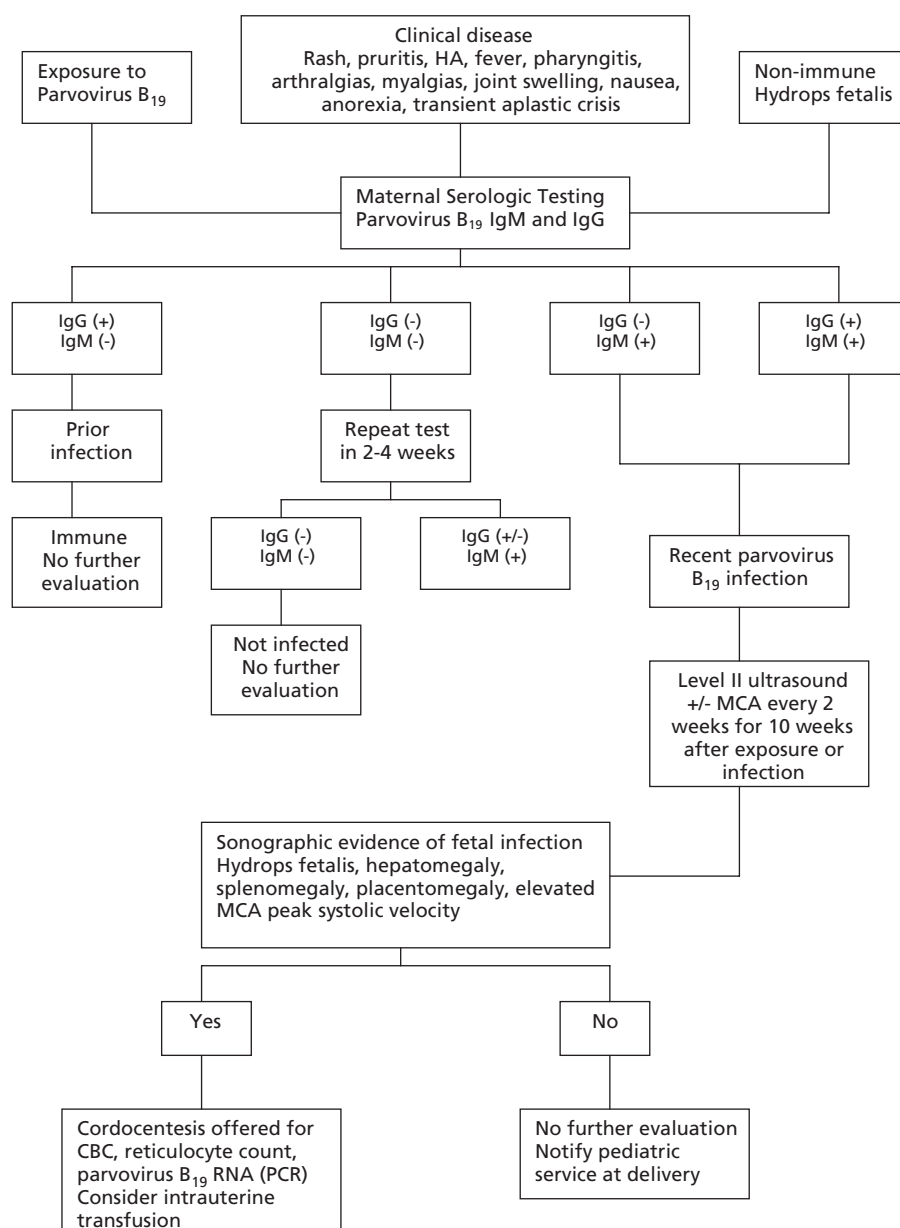 Exposure to
Parvovirus B₁₉
Clinical disease
Rash, pruritis, HA, fever, pharyngitis,
arthralgias, myalgias, joint swelling, nausea,
anorexia, transient aplastic crisis
Non-immune
Hydrops fetalis
Maternal Serologic Testing
Parvovirus B₁₉ IgM and IgG
IgG (+)
IgM (-)
IgG (-)
IgM (-)
IgG (-)
IgM (+)
IgG (+)
IgM (+)
Prior
infection
Repeat test
in 2-4 weeks
Immune
No further
evaluation
IgG (-)
IgM (-)
IgG (+/-)
IgM (+)
Recent parvovirus
B₁₉ infection
Not infected
No further
evaluation
Level II ultrasound
+/- MCA every 2
weeks for 10 weeks
after exposure or
infection
Sonographic evidence of fetal infection
Hydrops fetalis, hepatomegaly,
splenomegaly, placentomegaly, elevated
MCA peak systolic velocity
Yes
No
Cordocentesis offered for
CBC, reticulocyte count,
parvovirus B₁₉ RNA (PCR)
Consider intrauterine
transfusion
No further evaluation
Notify pediatric
service at delivery